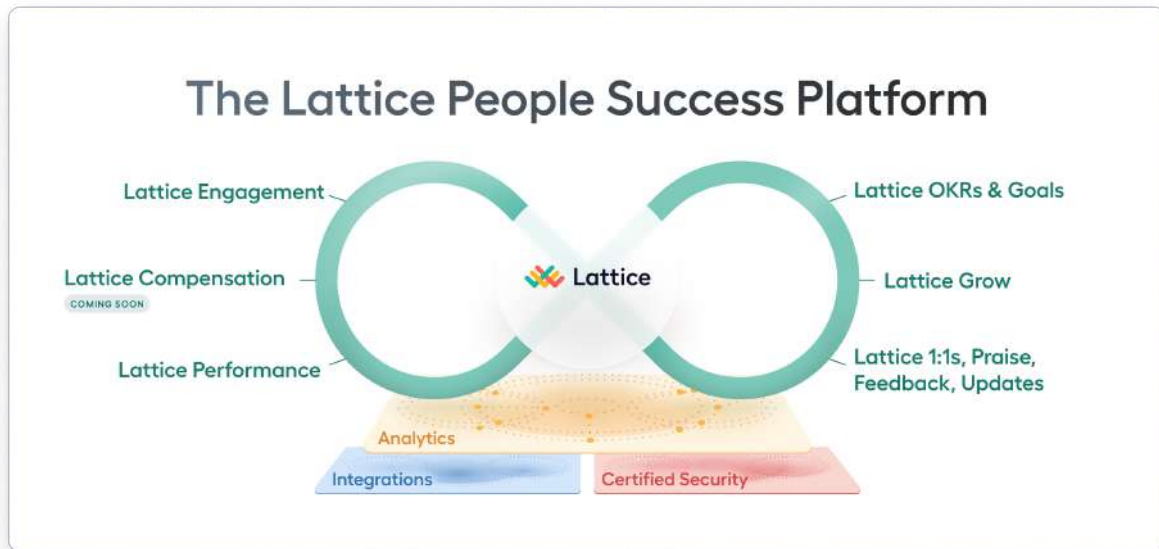 The Lattice People Success Platform
Lattice Engagement
Lattice Compensation
COMING SOON
Lattice Performance
Lattice
Lattice OKRs & Goals
Lattice Grow
Lattice 1:1s, Praise,
Feedback, Updates
Analytics
Integrations
Certified Security